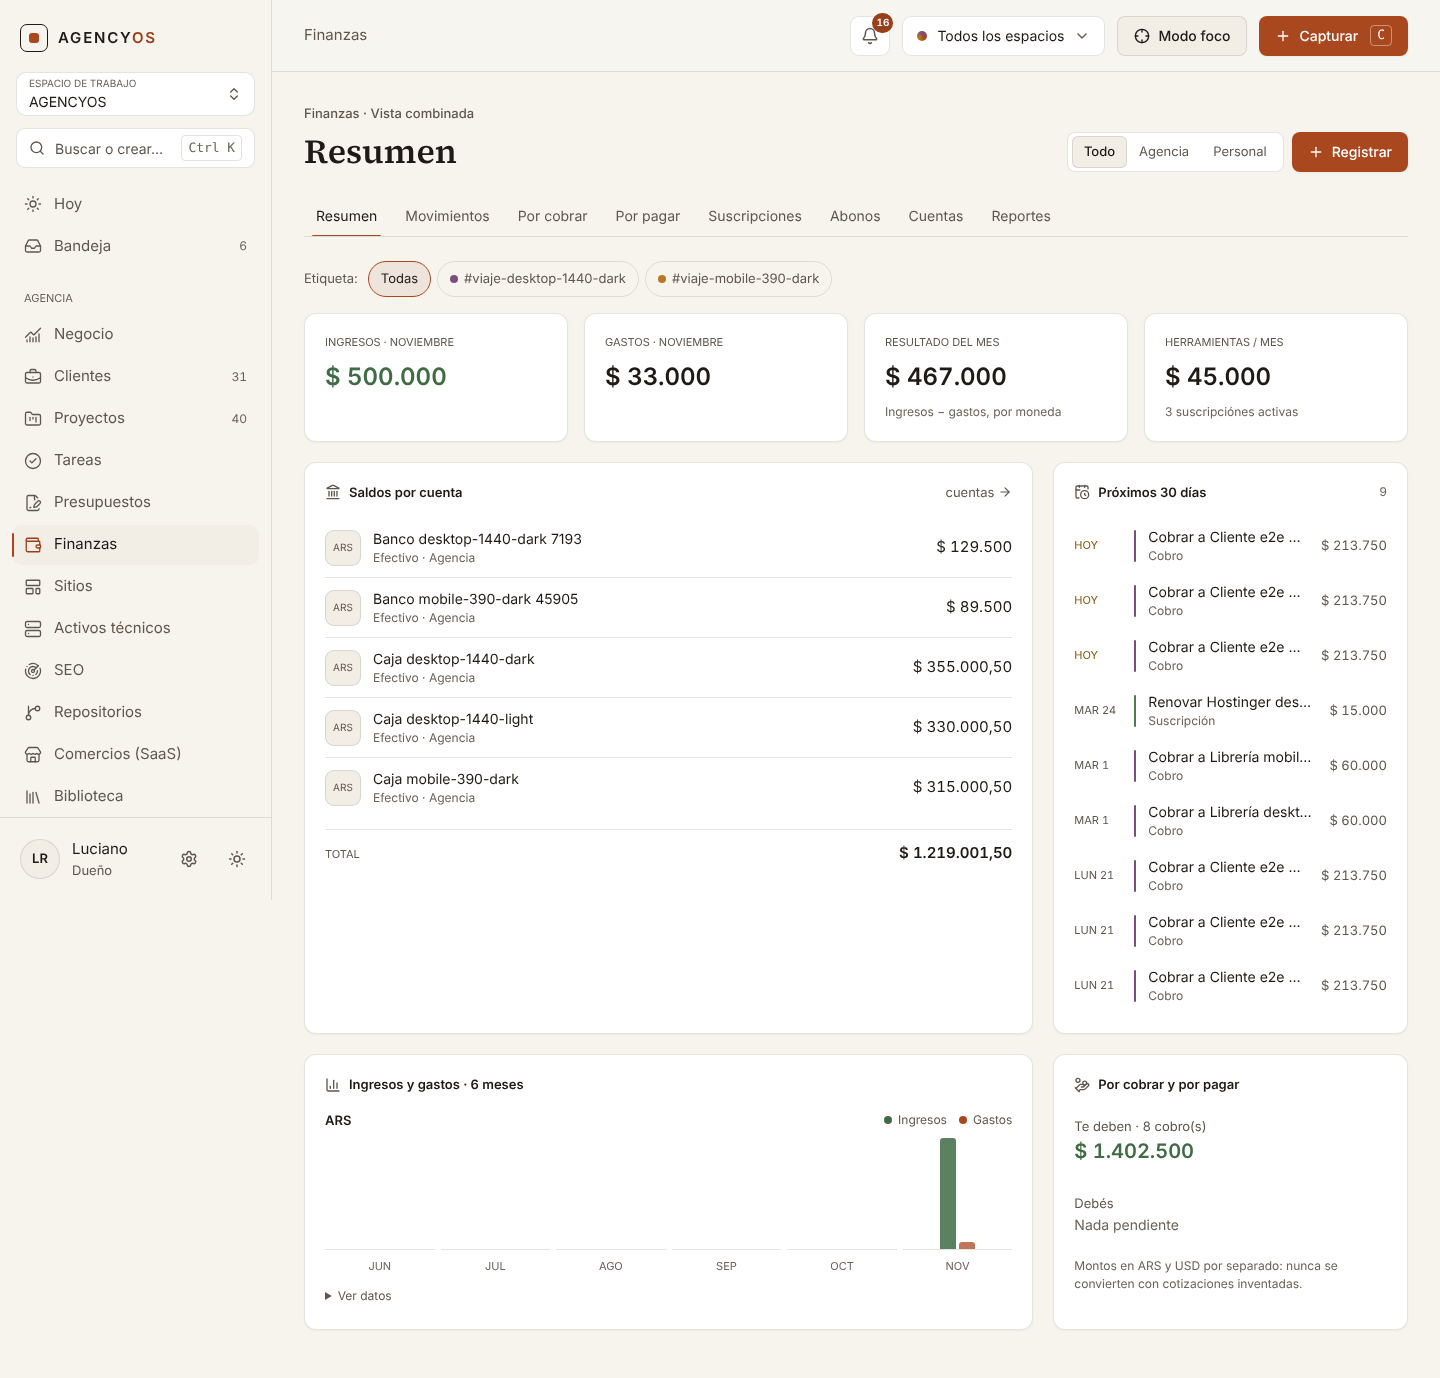 AGENCYOS
ESPACIO DE TRABAJO
AGENCYOS
Buscar o crear... Ctrl K
Hoy
Bandeja 6
AGENCIA
Negocio
Clientes 31
Proyectos 40
Tareas
Presupuestos
Finanzas
Sitios
Activos técnicos
SEO
Repositorios
Comercios (SaaS)
Biblioteca
LR
Luciano
Dueño
Finanzas
16
Todos los espacios
Modo foco
+ Capturar C
Finanzas · Vista combinada
Resumen
Todo Agencia Personal
+ Registrar
Resumen Movimientos Por cobrar Por pagar Suscripciones Abonos Cuentas Reportes
Etiqueta: Todas #viaje-desktop-1440-dark #viaje-mobile-390-dark
INGRESOS · NOVIEMBRE
$ 500.000
GASTOS · NOVIEMBRE
$ 33.000
RESULTADO DEL MES
$ 467.000
Ingresos − gastos, por moneda
HERRAMIENTAS / MES
$ 45.000
3 suscripciónes activas
Saldos por cuenta cuentas →
ARS Banco desktop-1440-dark 7193 $ 129.500
Efectivo · Agencia
ARS Banco mobile-390-dark 45905 $ 89.500
Efectivo · Agencia
ARS Caja desktop-1440-dark $ 355.000,50
Efectivo · Agencia
ARS Caja desktop-1440-light $ 330.000,50
Efectivo · Agencia
ARS Caja mobile-390-dark $ 315.000,50
Efectivo · Agencia
TOTAL $ 1.219.001,50
Próximos 30 días 9
HOY Cobrar a Cliente e2e ... $ 213.750
Cobro
HOY Cobrar a Cliente e2e ... $ 213.750
Cobro
HOY Cobrar a Cliente e2e ... $ 213.750
Cobro
MAR 24 Renovar Hostinger des... $ 15.000
Suscripción
MAR 1 Cobrar a Librería mobil... $ 60.000
Cobro
MAR 1 Cobrar a Librería deskt... $ 60.000
Cobro
LUN 21 Cobrar a Cliente e2e ... $ 213.750
Cobro
LUN 21 Cobrar a Cliente e2e ... $ 213.750
Cobro
LUN 21 Cobrar a Cliente e2e ... $ 213.750
Cobro
Ingresos y gastos · 6 meses
ARS Ingresos Gastos
JUN JUL AGO SEP OCT NOV
Ver datos
Por cobrar y por pagar
Te deben · 8 cobro(s)
$ 1.402.500
Debés
Nada pendiente
Montos en ARS y USD por separado: nunca se
convierten con cotizaciones inventadas.